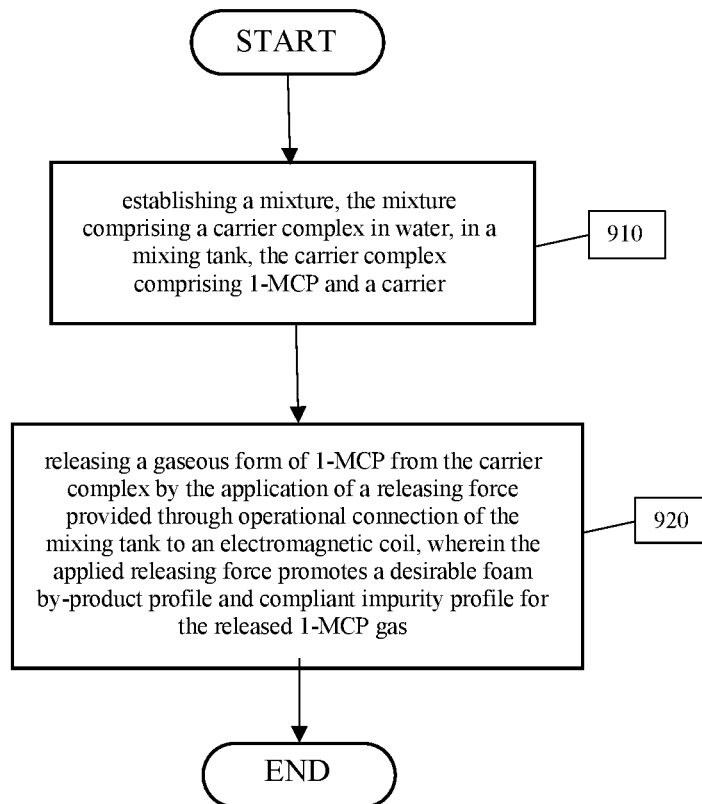 START
establishing a mixture, the mixture
comprising a carrier complex in water, in a
mixing tank, the carrier complex
comprising 1-MCP and a carrier
910
releasing a gaseous form of 1-MCP from the carrier
complex by the application of a releasing force
provided through operational connection of the
mixing tank to an electromagnetic coil, wherein the
applied releasing force promotes a desirable foam
by-product profile and compliant impurity profile for
the released 1-MCP gas
920
END